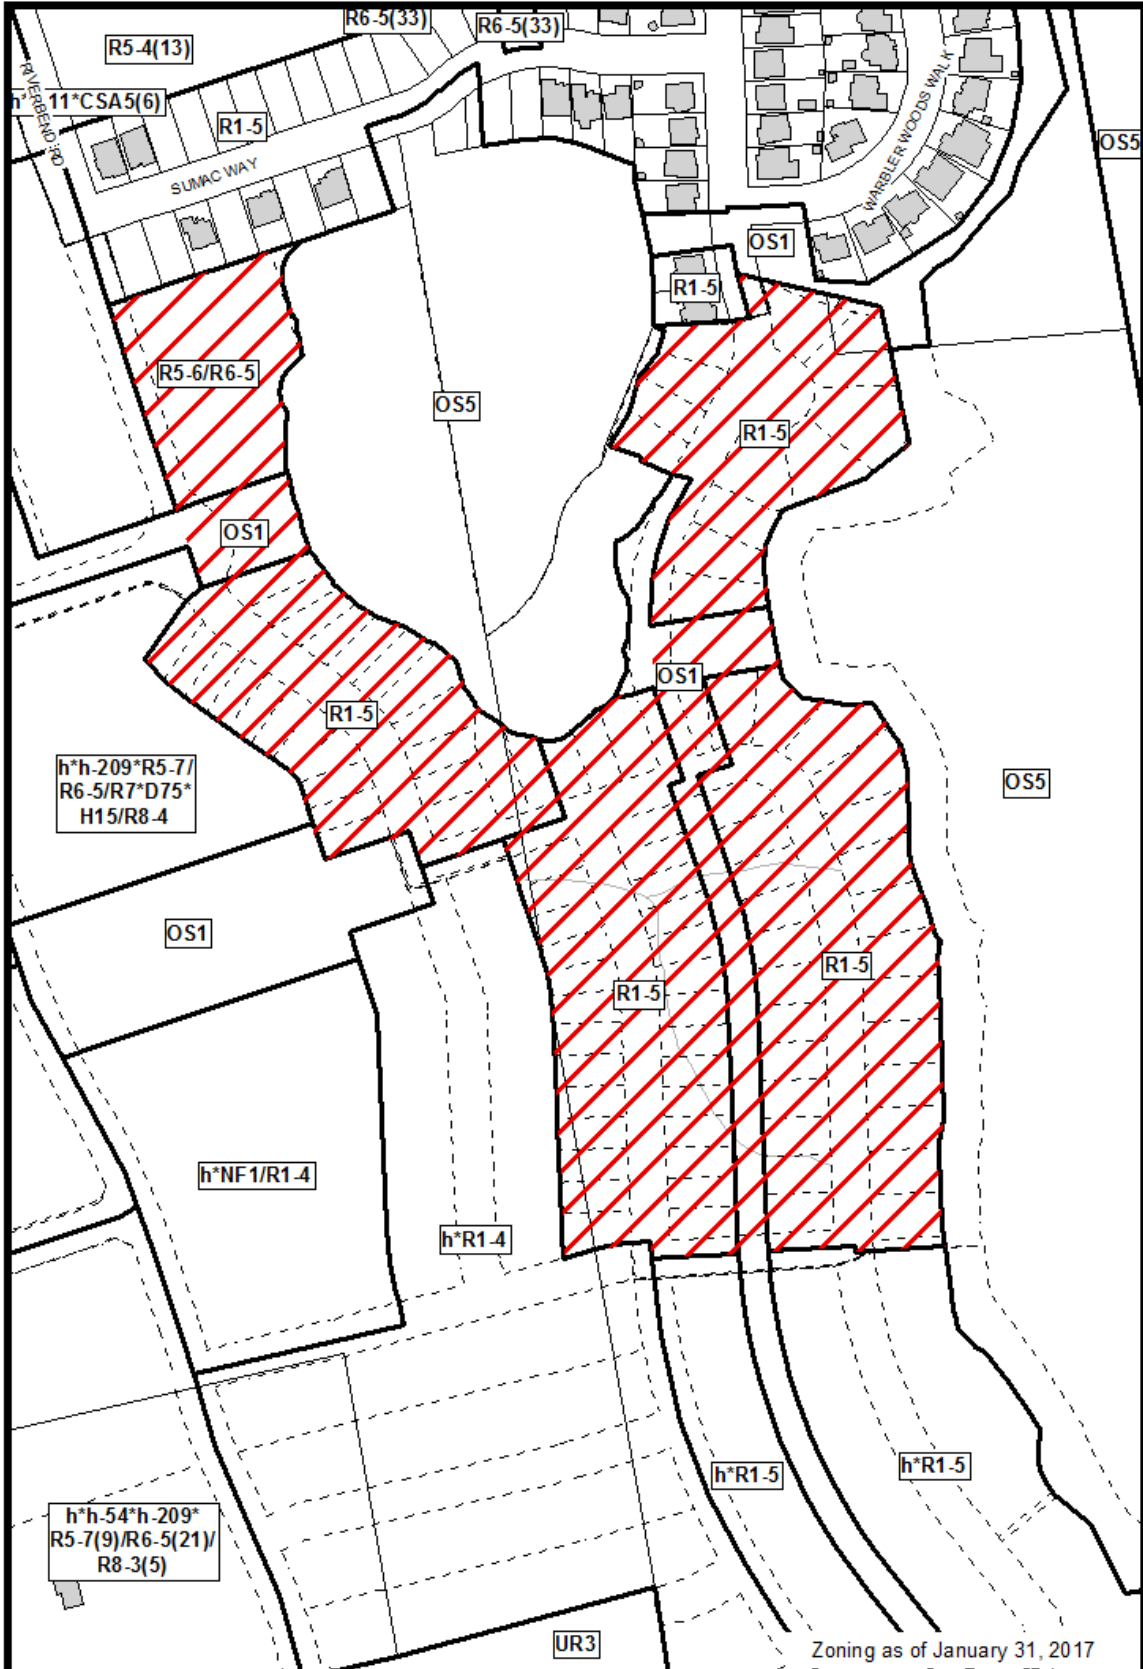 R6-5(33)
R6-5(33)
R5-4(13)
RIVERBEND RD
11*CSA5(6)
R1-5
SUMAC WAY
WARBLER WOODS WALK
OS5
OS1
R1-5
R5-6/R6-5
OS5
R1-5
OS1
OS1
R1-5
h*h-209*R5-7/
R6-5/R7*D75*
H15/R8-4
OS5
OS1
R1-5
R1-5
h*NF1/R1-4
h*R1-4
h*R1-5
h*R1-5
h*h-54*h-209*
R5-7(9)/R6-5(21)/
R8-3(5)
UR3
Zoning as of January 31, 2017